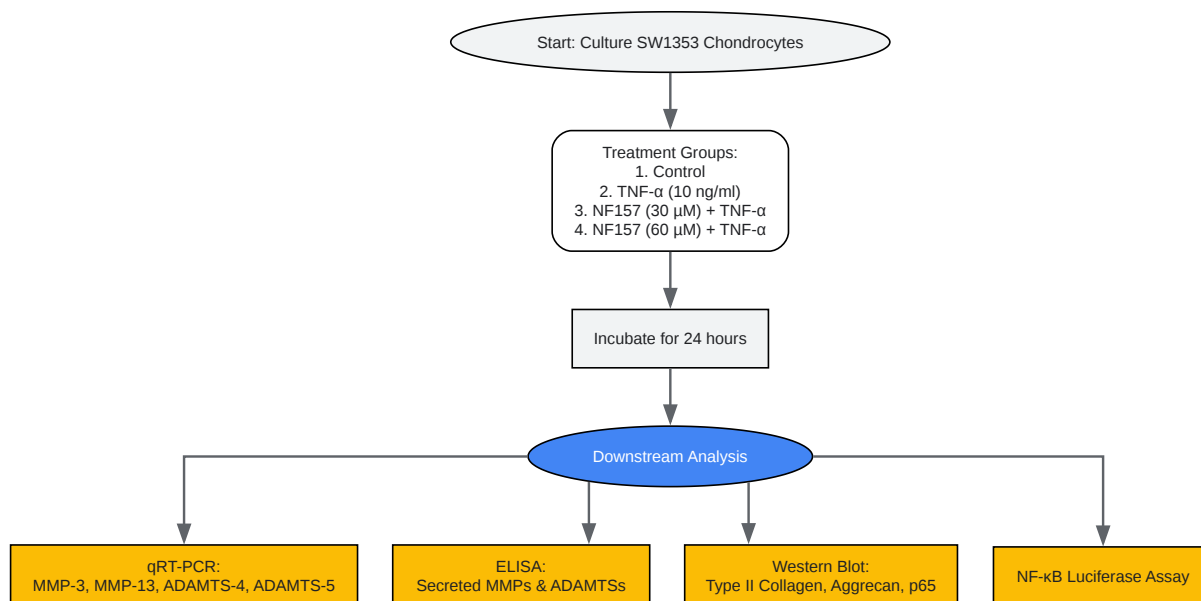 Start: Culture SW1353 Chondrocytes
Treatment Groups:
1. Control
2. TNF-α (10 ng/ml)
3. NF157 (30 µM) + TNF-α
4. NF157 (60 µM) + TNF-α
Incubate for 24 hours
Downstream Analysis
qRT-PCR:
MMP-3, MMP-13, ADAMTS-4, ADAMTS-5
ELISA:
Secreted MMPs & ADAMTSs
Western Blot:
Type II Collagen, Aggrecan, p65
NF-κB Luciferase Assay